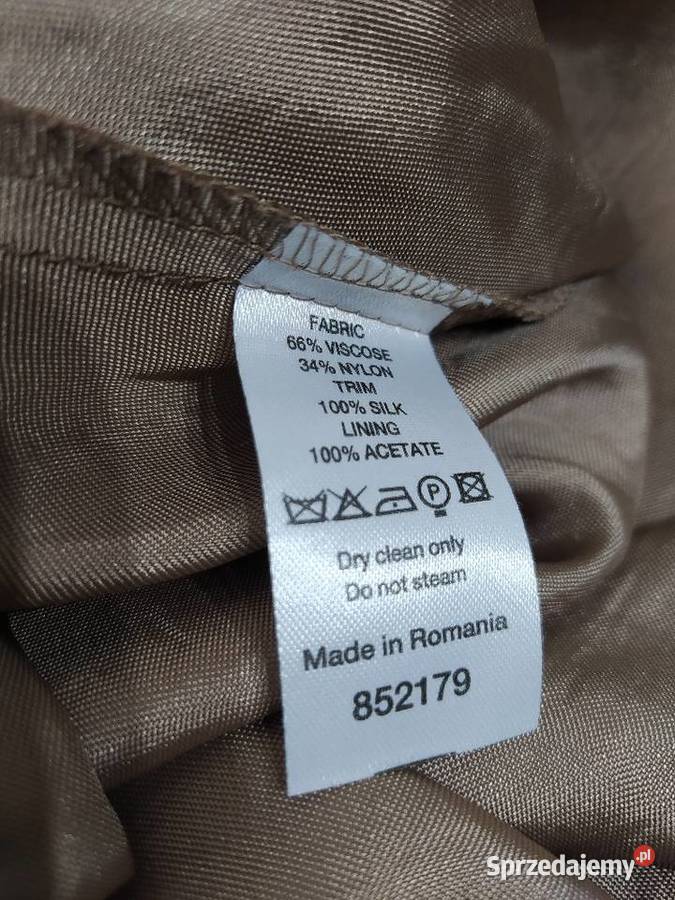 FABRIC
66% VISCOSE
34% NYLON
TRIM
100% SILK
LINING
100% ACETATE
P
Dry clean only
Do not steam
Made in Romania
852179
Sprzedajemy.pl